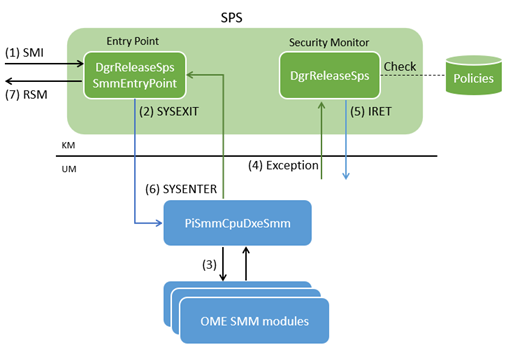 SPS
Entry Point
Security Monitor
(1) SMI
DgrReleaseSps
SmmEntryPoint
DgrReleaseSps
Check
Policies
(7) RSM
(2) SYSEXIT
(5) IRET
KM
UM
(4) Exception
(6) SYSENTER
PiSmmCpuDxeSmm
(3)
OME SMM modules